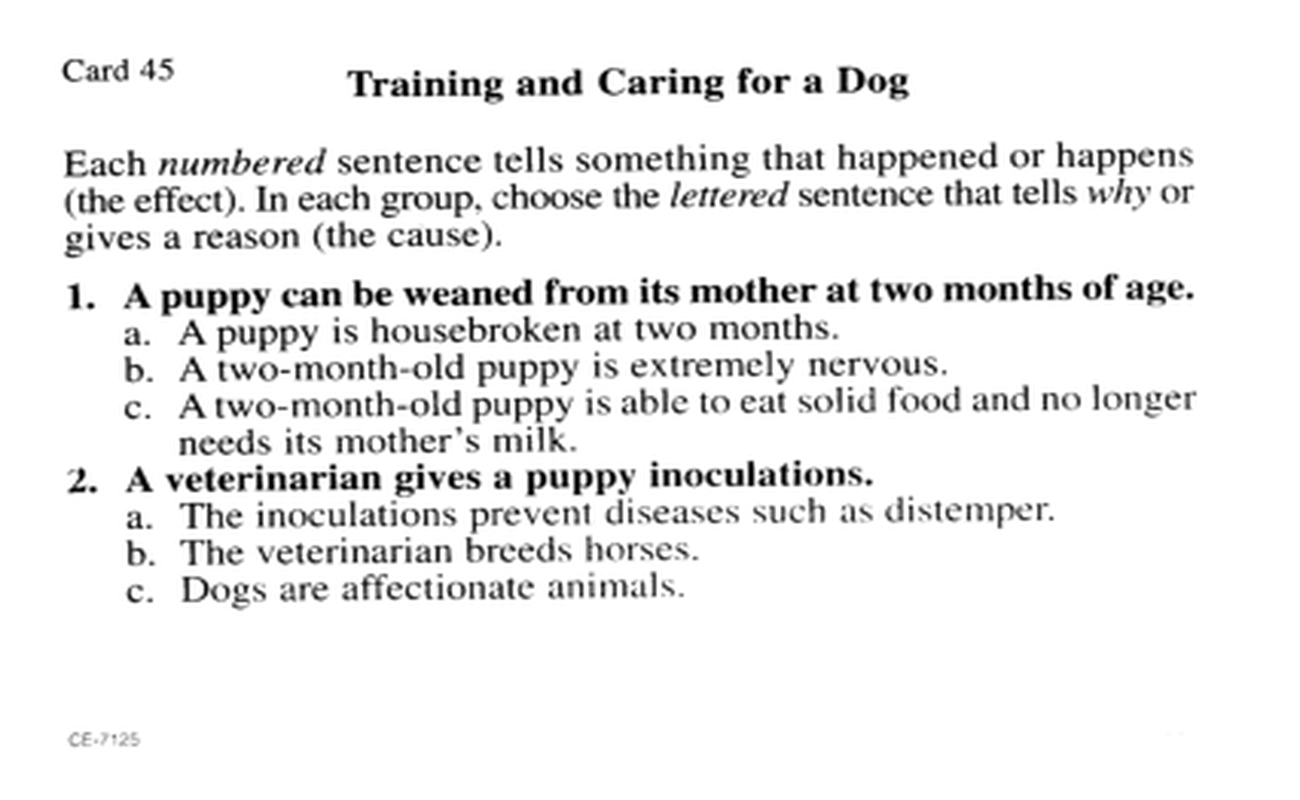 Card 45
Training and Caring for a Dog
Each numbered sentence tells something that happened or happens
(the effect). In each group, choose the lettered sentence that tells why or
gives a reason (the cause).
1. A puppy can be weaned from its mother at two months of age.
a. A puppy is housebroken at two months.
b. A two-month-old puppy is extremely nervous.
c. A two-month-old puppy is able to eat solid food and no longer
needs its mother's milk.
2. A veterinarian gives a puppy inoculations.
a. The inoculations prevent diseases such as distemper.
b. The veterinarian breeds horses.
c. Dogs are affectionate animals.
CE-7125